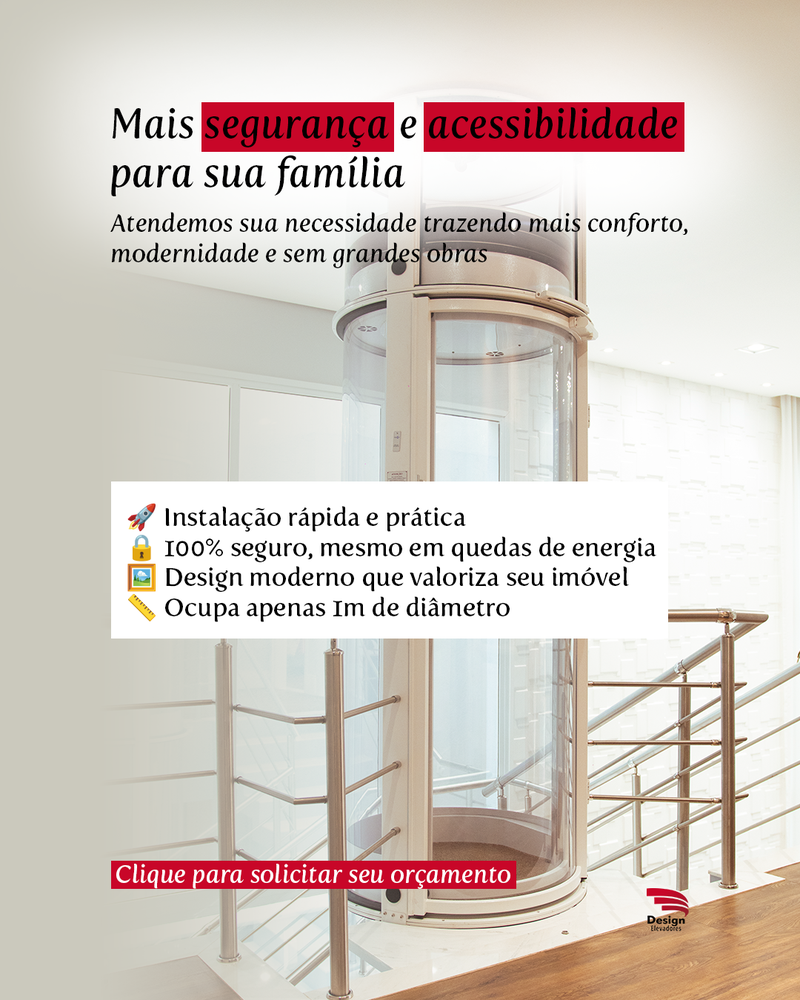 Mais segurança e acessibilidade
para sua família
Atendemos sua necessidade trazendo mais conforto,
modernidade e sem grandes obras
🚀 Instalação rápida e prática
🔒 100% seguro, mesmo em quedas de energia
🖼️ Design moderno que valoriza seu imóvel
📏 Ocupa apenas 1m de diâmetro
Clique para solicitar seu orçamento
Design
Elevadores